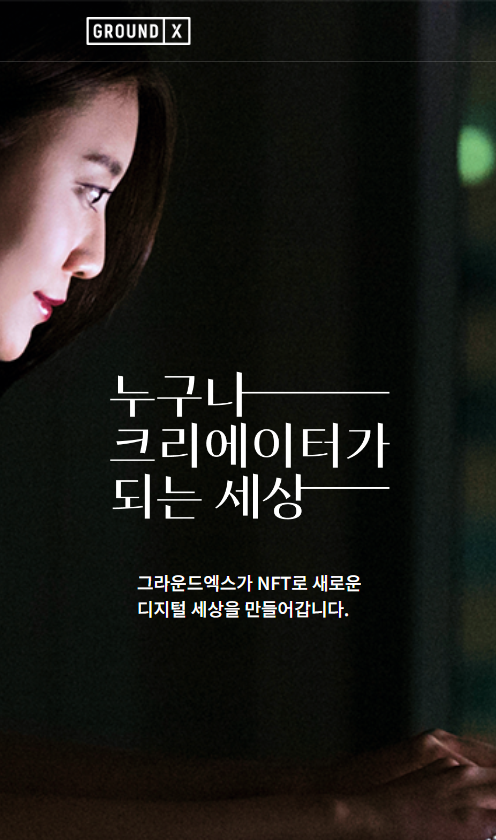 GROUND X
누구나
크리에이터가
되는 세상
그라운드엑스가 NFT로 새로운
디지털 세상을 만들어갑니다.